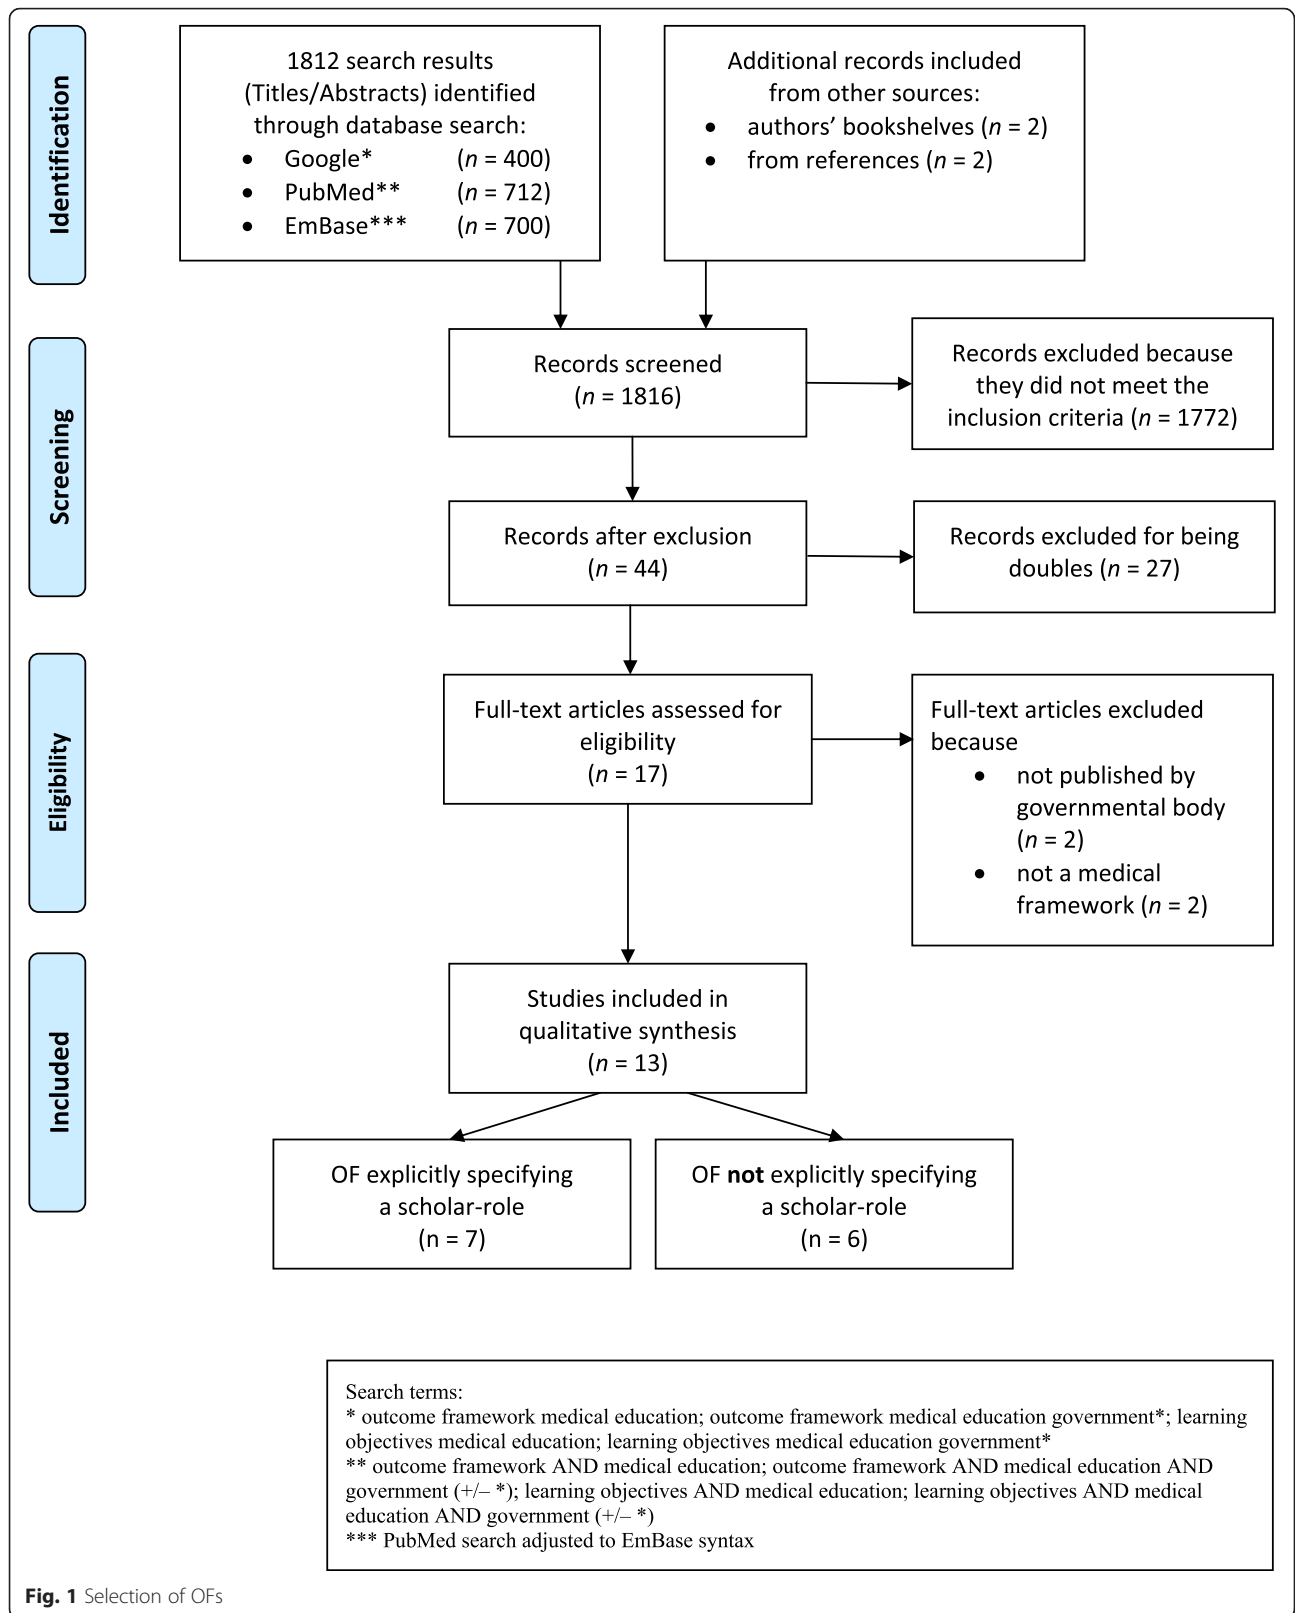 Identification
1812 search results
(Titles/Abstracts) identified
through database search:
• Google* (n = 400)
• PubMed** (n = 712)
• EmBase*** (n = 700)
Additional records included
from other sources:
• authors’ bookshelves (n = 2)
• from references (n = 2)
Screening
Records screened
(n = 1816)
Records excluded because
they did not meet the
inclusion criteria (n = 1772)
Records after exclusion
(n = 44)
Records excluded for being
doubles (n = 27)
Eligibility
Full-text articles assessed for
eligibility
(n = 17)
Full-text articles excluded
because
• not published by
governmental body
(n = 2)
• not a medical
framework (n = 2)
Included
Studies included in
qualitative synthesis
(n = 13)
OF explicitly specifying
a scholar-role
(n = 7)
OF not explicitly specifying
a scholar-role
(n = 6)
Search terms:
* outcome framework medical education; outcome framework medical education government*; learning
objectives medical education; learning objectives medical education government*
** outcome framework AND medical education; outcome framework AND medical education AND
government (+/– *); learning objectives AND medical education; learning objectives AND medical
education AND government (+/– *)
*** PubMed search adjusted to EmBase syntax
Fig. 1 Selection of OFs